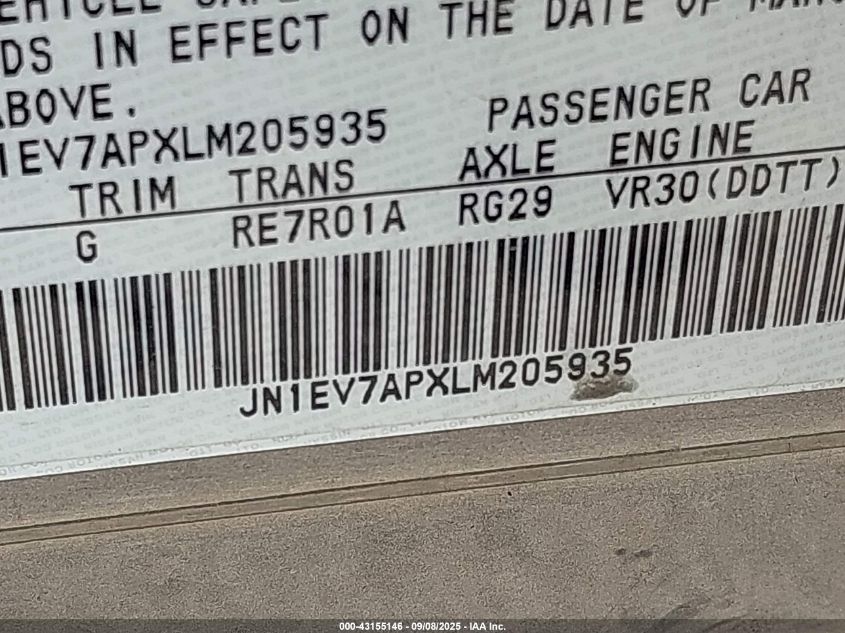 DS IN EFFECT ON THE DATE OF
ABOVE.
1EV7APXLM205935 PASSENGER CAR
TRIM TRANS AXLE ENGINE
G RE7R01A RG29 VR30(DDTT)
JN1EV7APXLM205935
000-43155146 - 09/08/2025 - IAA Inc.